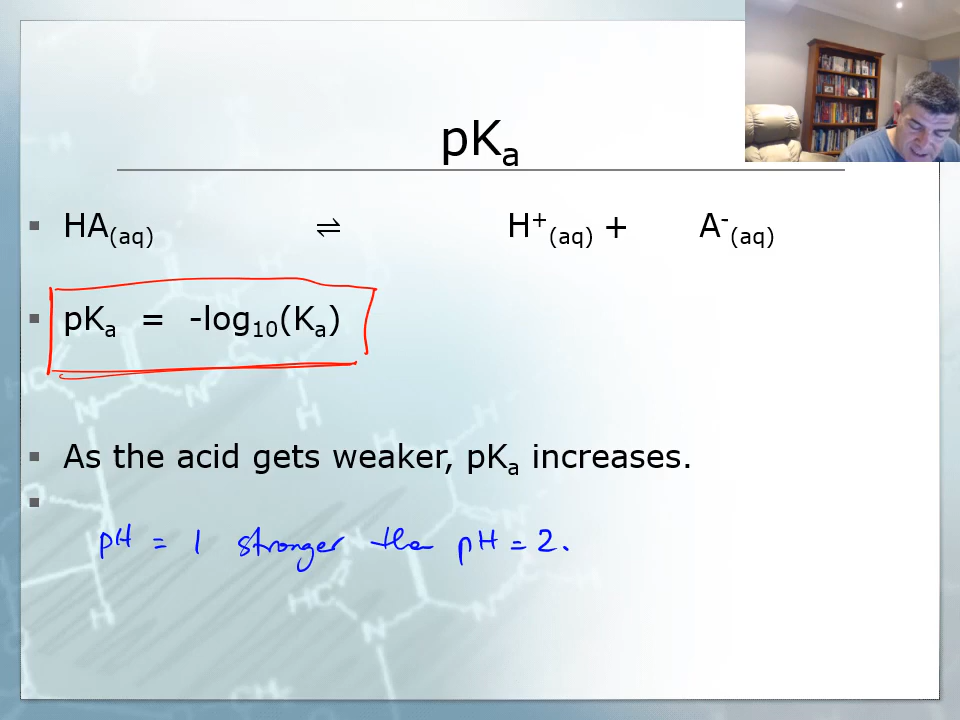 pKₐ
HA(aq) ⇌ H⁺(aq) + A⁻(aq)
pKₐ = -log₁₀(Kₐ)
As the acid gets weaker, pKₐ increases.
pH = 1 stronger than pH = 2.